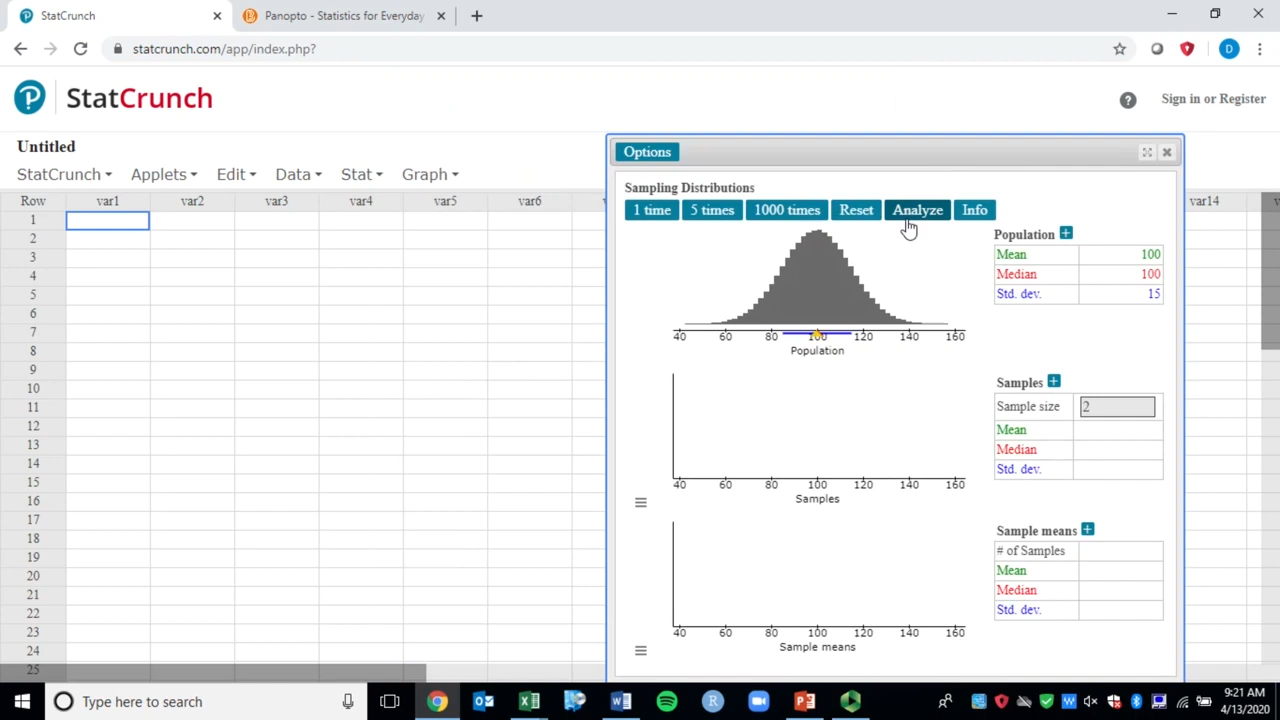 StatCrunch
Panopto - Statistics for Everyday
statcrunch.com/app/index.php?
D
StatCrunch
Sign in or Register
Untitled
StatCrunch Applets Edit Data Stat Graph
Options
Sampling Distributions
1 time 5 times 1000 times Reset Analyze Info
Row var1 var2 var3 var4 var5 var6 var14
1
2
3
4
5
6
7
8
9
10
11
12
13
14
15
16
17
18
19
20
21
22
23
24
25
Population
Mean 100
Median 100
Std. dev. 15
40 60 80 100 120 140 160
Population
Samples
Sample size 2
Mean
Median
Std. dev.
40 60 80 100 120 140 160
Samples
Sample means
# of Samples
Mean
Median
Std. dev.
40 60 80 100 120 140 160
Sample means
Type here to search
9:21 AM
4/13/2020